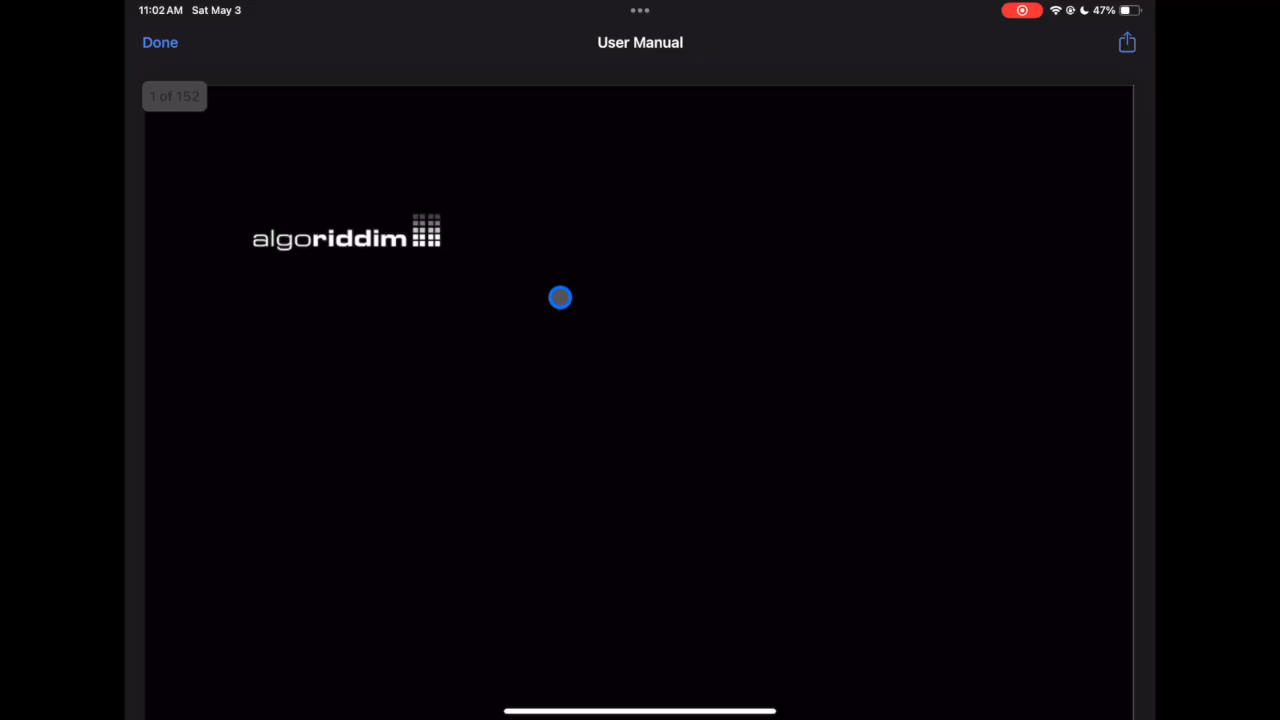 11:02 AM Sat May 3
47%
Done
User Manual
1 of 152
algoriddim